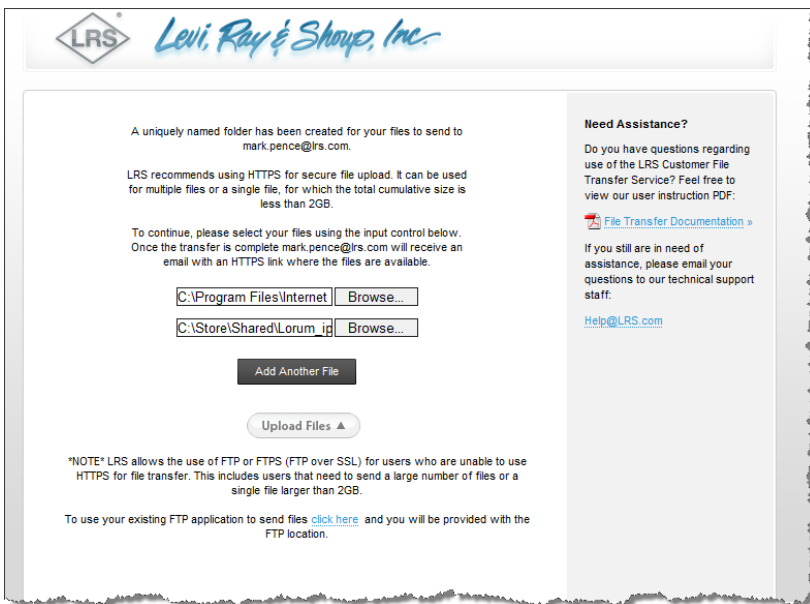 LRS
Levi, Ray & Shoup, Inc.
A uniquely named folder has been created for your files to send to
mark.pence@lrs.com.
LRS recommends using HTTPS for secure file upload. It can be used
for multiple files or a single file, for which the total cumulative size is
less than 2GB.
To continue, please select your files using the input control below.
Once the transfer is complete mark.pence@lrs.com will receive an
email with an HTTPS link where the files are available.
C:\Program Files\Internet Browse...
C:\Store\Shared\Lorum_ip Browse...
Add Another File
Upload Files ▲
*NOTE* LRS allows the use of FTP or FTPS (FTP over SSL) for users who are unable to use
HTTPS for file transfer. This includes users that need to send a large number of files or a
single file larger than 2GB.
To use your existing FTP application to send files click here and you will be provided with the
FTP location.
Need Assistance?
Do you have questions regarding
use of the LRS Customer File
Transfer Service? Feel free to
view our user instruction PDF:
File Transfer Documentation »
If you still are in need of
assistance, please email your
questions to our technical support
staff:
Help@LRS.com